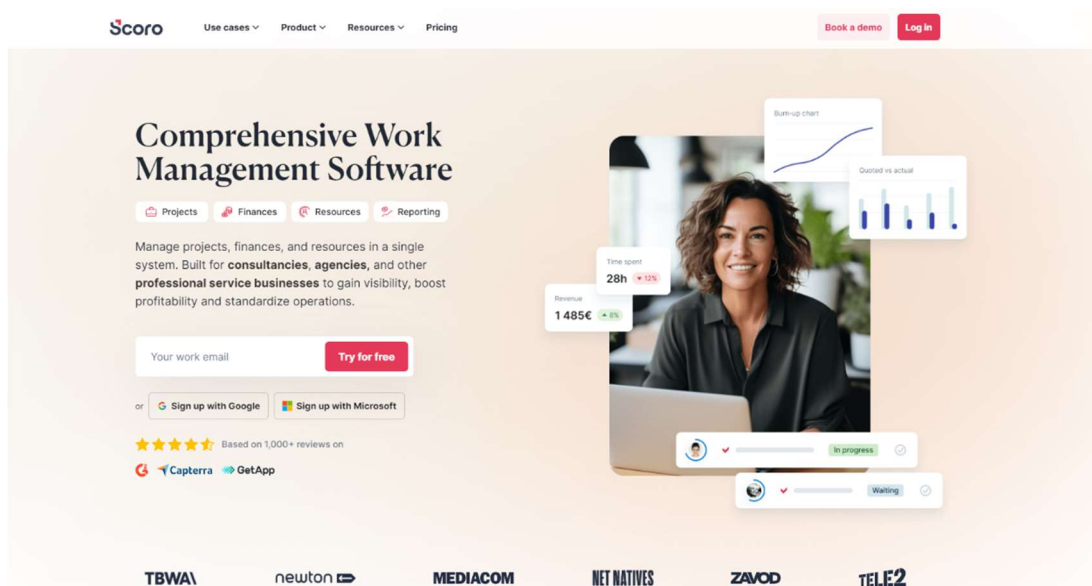 Scoro
Use cases
Product
Resources
Pricing
Book a demo
Log in
Comprehensive Work
Management Software
Projects
Finances
Resources
Reporting
Manage projects, finances, and resources in a single
system. Built for consultancies, agencies, and other
professional service businesses to gain visibility, boost
profitability and standardize operations.
Your work email
Try for free
or
Sign up with Google
Sign up with Microsoft
Based on 1,000+ reviews on
Capterra
GetApp
Burn-up chart
Quoted vs actual
Time spent
28h
12%
Revenue
1 485€
8%
In progress
Waiting
TBWA\
newton
MEDIACOM
NET NATIVES
ZAVOD
TELE2